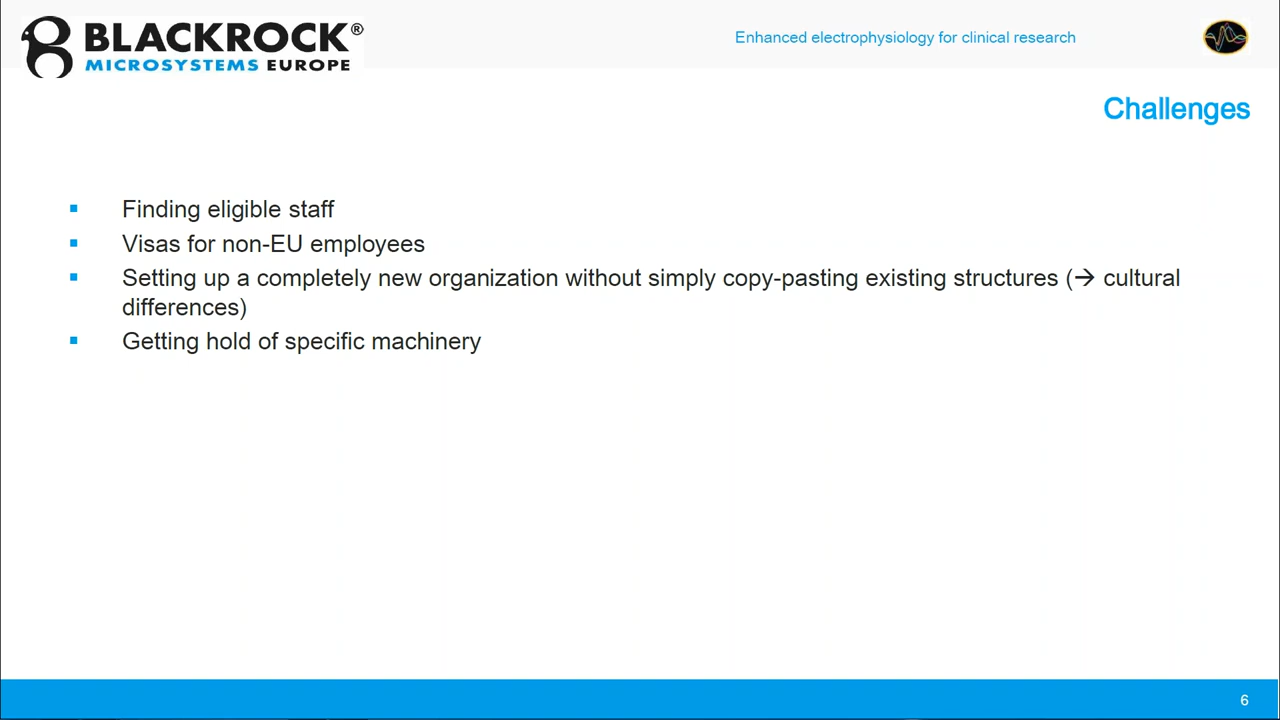 BLACKROCK®
MICROSYSTEMS EUROPE
Enhanced electrophysiology for clinical research
Challenges
▪ Finding eligible staff
▪ Visas for non-EU employees
▪ Setting up a completely new organization without simply copy-pasting existing structures (→ cultural
differences)
▪ Getting hold of specific machinery
6